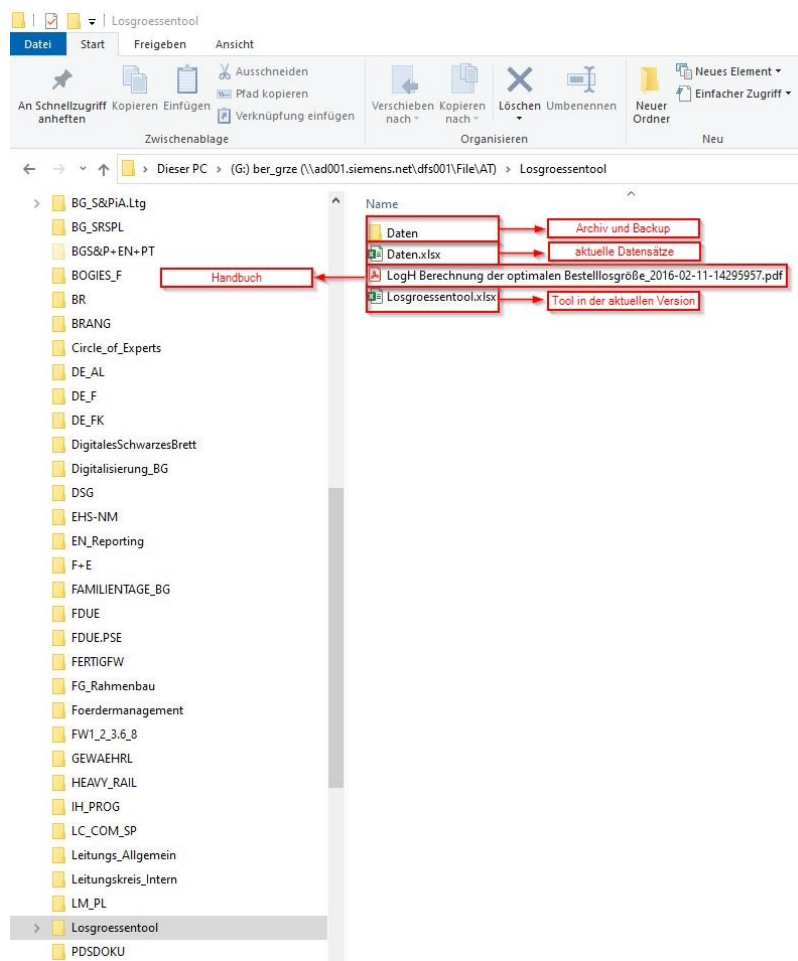 Losgroessentool
Datei Start Freigeben Ansicht
An Schnellzugriff anheften
Kopieren
Einfügen
Ausschneiden
Pfad kopieren
Verknüpfung einfügen
Zwischenablage
Verschieben nach
Kopieren nach
Löschen
Umbenennen
Organisieren
Neuer Ordner
Neues Element
Einfacher Zugriff
Neu
Dieser PC > (G:) ber_grze (\\ad001.siemens.net\dfs001\File\AT) > Losgroessentool
BG_S&PiA.Ltg
BG_SRSPL
BGS&P+EN+PT
BOGIES_F
BR
BRANG
Circle_of_Experts
DE_AL
DE_F
DE_FK
DigitalesSchwarzesBrett
Digitalisierung_BG
DSG
EHS-NM
EN_Reporting
F+E
FAMILIENTAGE_BG
FDUE
FDUE.PSE
FERTIGFW
FG_Rahmenbau
Foerdermanagement
FW1_2_3.6_8
GEWAEHRL
HEAVY_RAIL
IH_PROG
LC_COM_SP
Leitungs_Allgemein
Leitungskreis_Intern
LM_PL
Losgroessentool
PDSDOKU
Name
Daten
Archiv und Backup
Daten.xlsx
aktuelle Datensätze
Handbuch
LogH Berechnung der optimalen Bestelllosgröße_2016-02-11-14295957.pdf
Losgroessentool.xlsx
Tool in der aktuellen Version